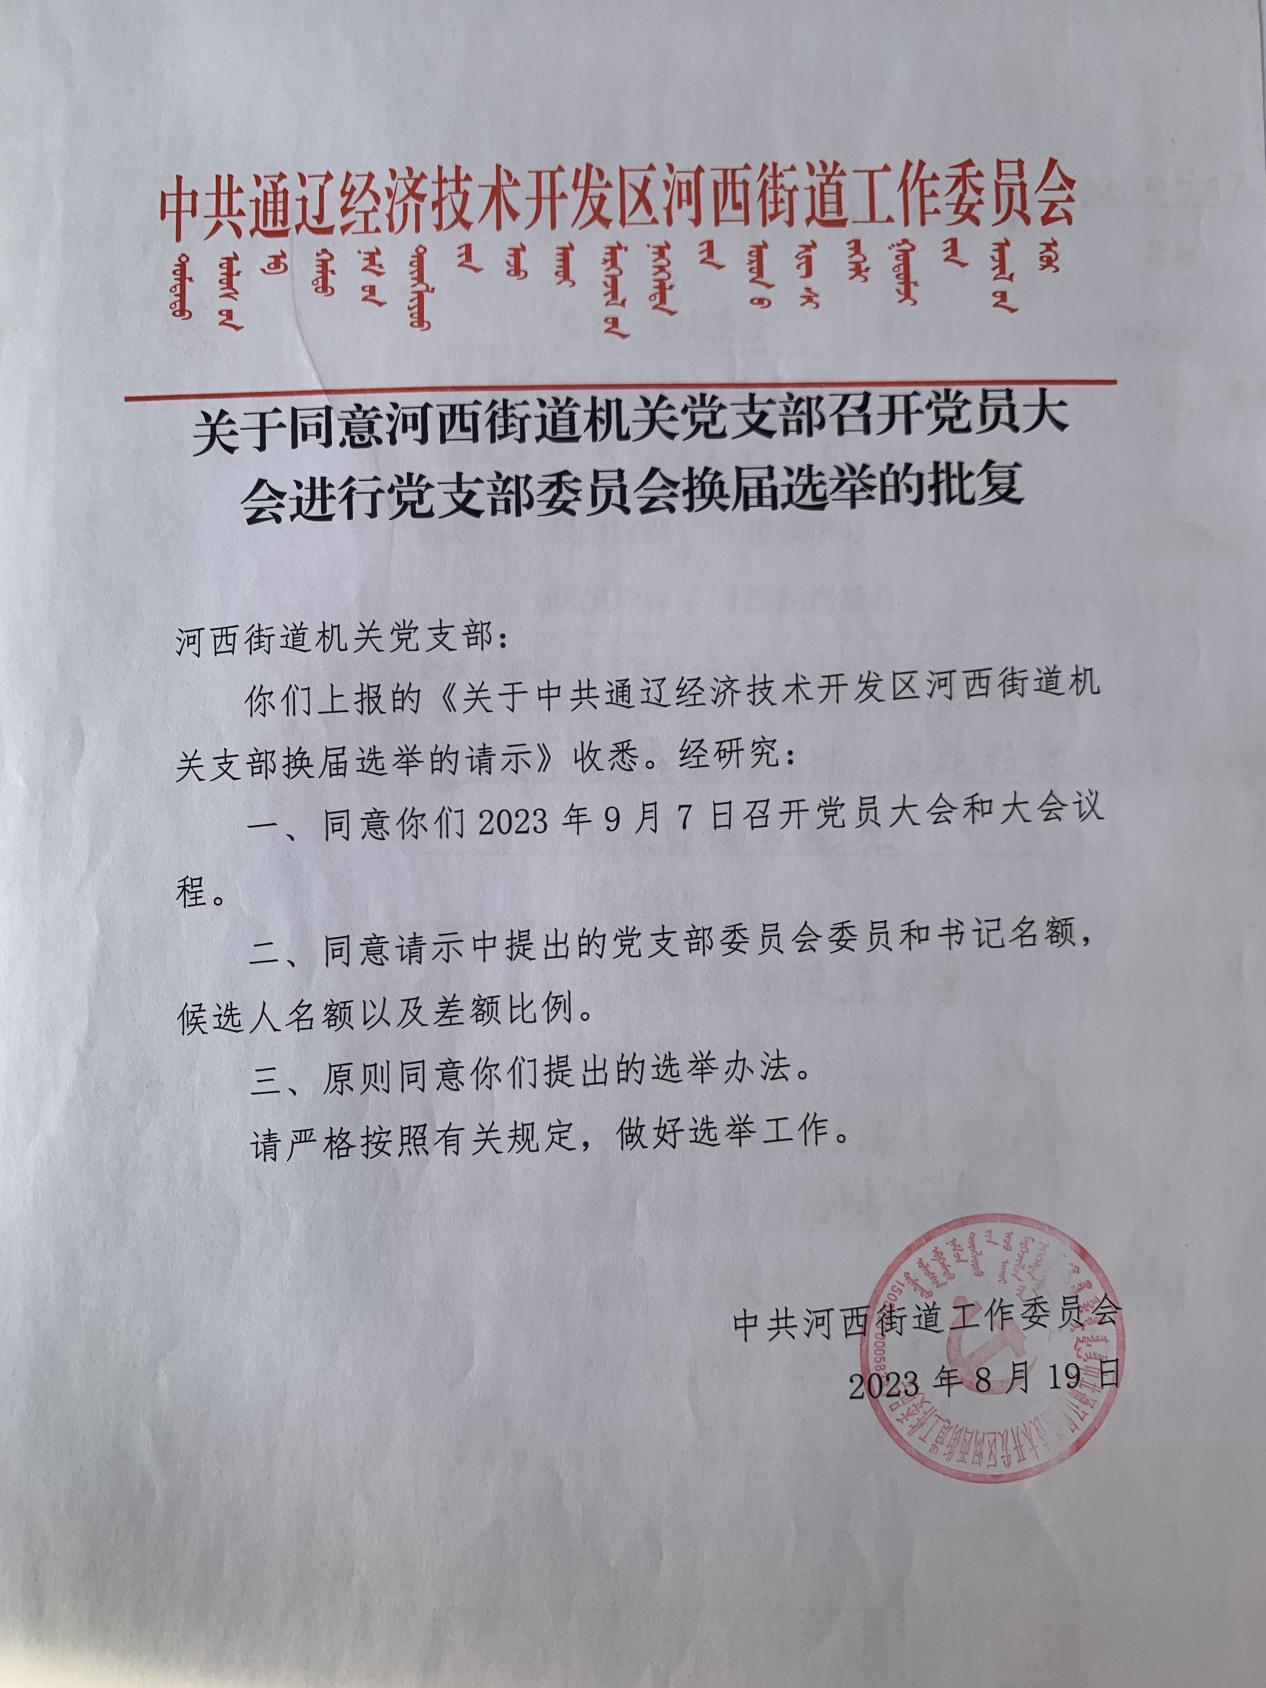 中共通辽经济技术开发区河西街道工作委员会
关于同意河西街道机关党支部召开党员大
会进行党支部委员会换届选举的批复
河西街道机关党支部：
你们上报的《关于中共通辽经济技术开发区河西街道机
关支部换届选举的请示》收悉。经研究：
一、同意你们 2023 年 9 月 7 日召开党员大会和大会议
程。
二、同意请示中提出的党支部委员会委员和书记名额，
候选人名额以及差额比例。
三、原则同意你们提出的选举办法。
请严格按照有关规定，做好选举工作。
中共河西街道工作委员会
2023 年 8 月 19 日